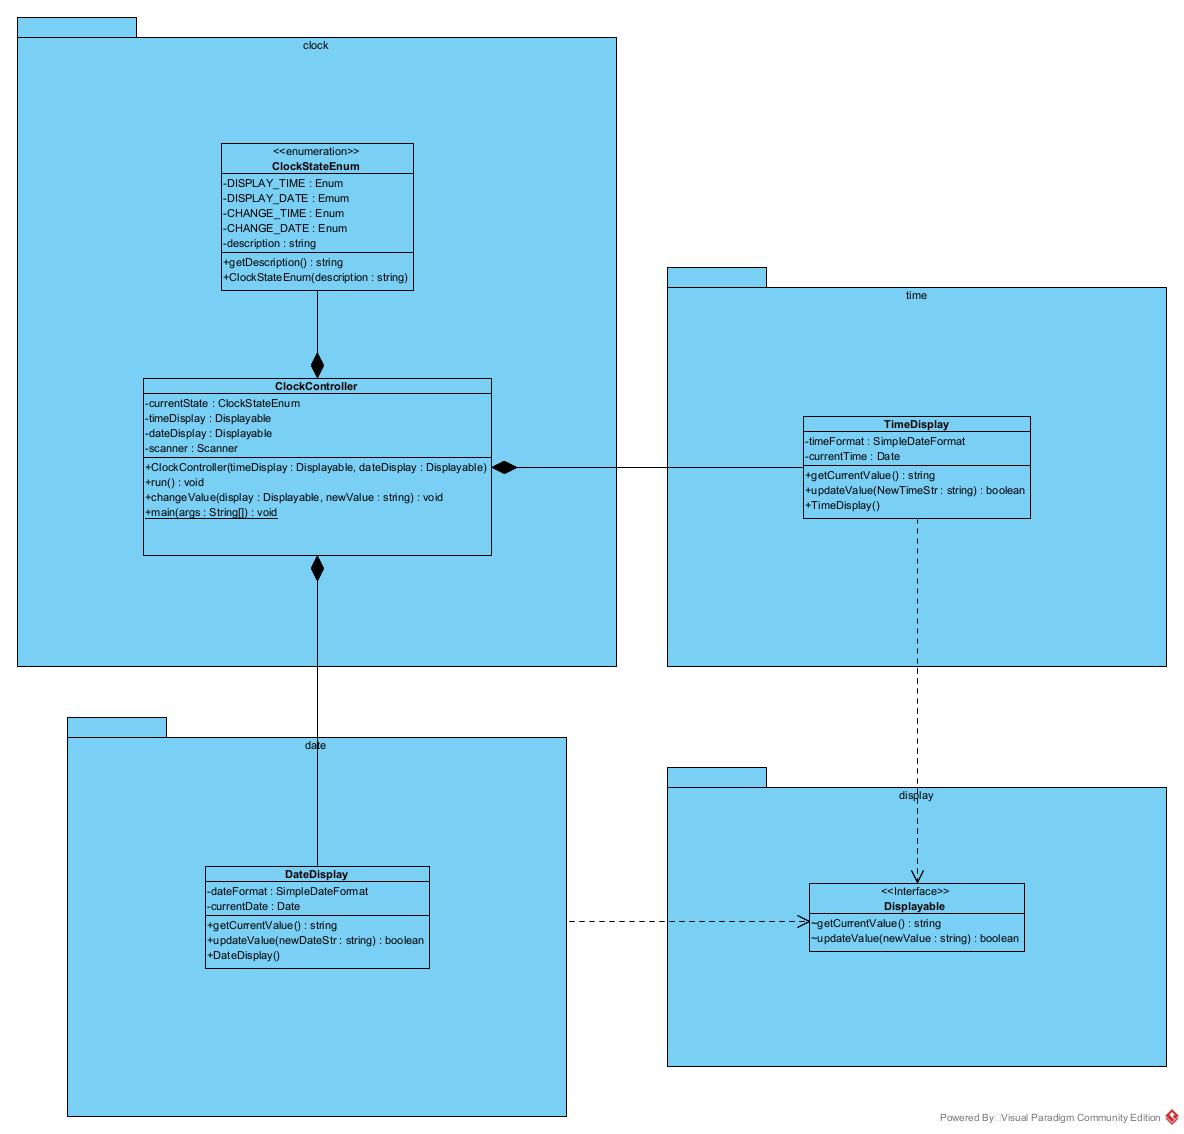 clock
<<enumeration>>
ClockStateEnum
-DISPLAY_TIME : Enum
-DISPLAY_DATE : Emum
-CHANGE_TIME : Enum
-CHANGE_DATE : Enum
-description : string
+getDescription() : string
+ClockStateEnum(description : string)
ClockController
-currentState : ClockStateEnum
-timeDisplay : Displayable
-dateDisplay : Displayable
-scanner : Scanner
+ClockController(timeDisplay : Displayable, dateDisplay : Displayable)
+run() : void
+changeValue(display : Displayable, newValue : string) : void
+main(args : String[]) : void
time
TimeDisplay
-timeFormat : SimpleDateFormat
-currentTime : Date
+getCurrentValue() : string
+updateValue(NewTimeStr : string) : boolean
+TimeDisplay()
date
DateDisplay
-dateFormat : SimpleDateFormat
-currentDate : Date
+getCurrentValue() : string
+updateValue(newDateStr : string) : boolean
+DateDisplay()
display
<<Interface>>
Displayable
~getCurrentValue() : string
~updateValue(newValue : string) : boolean
Powered By Visual Paradigm Community Edition